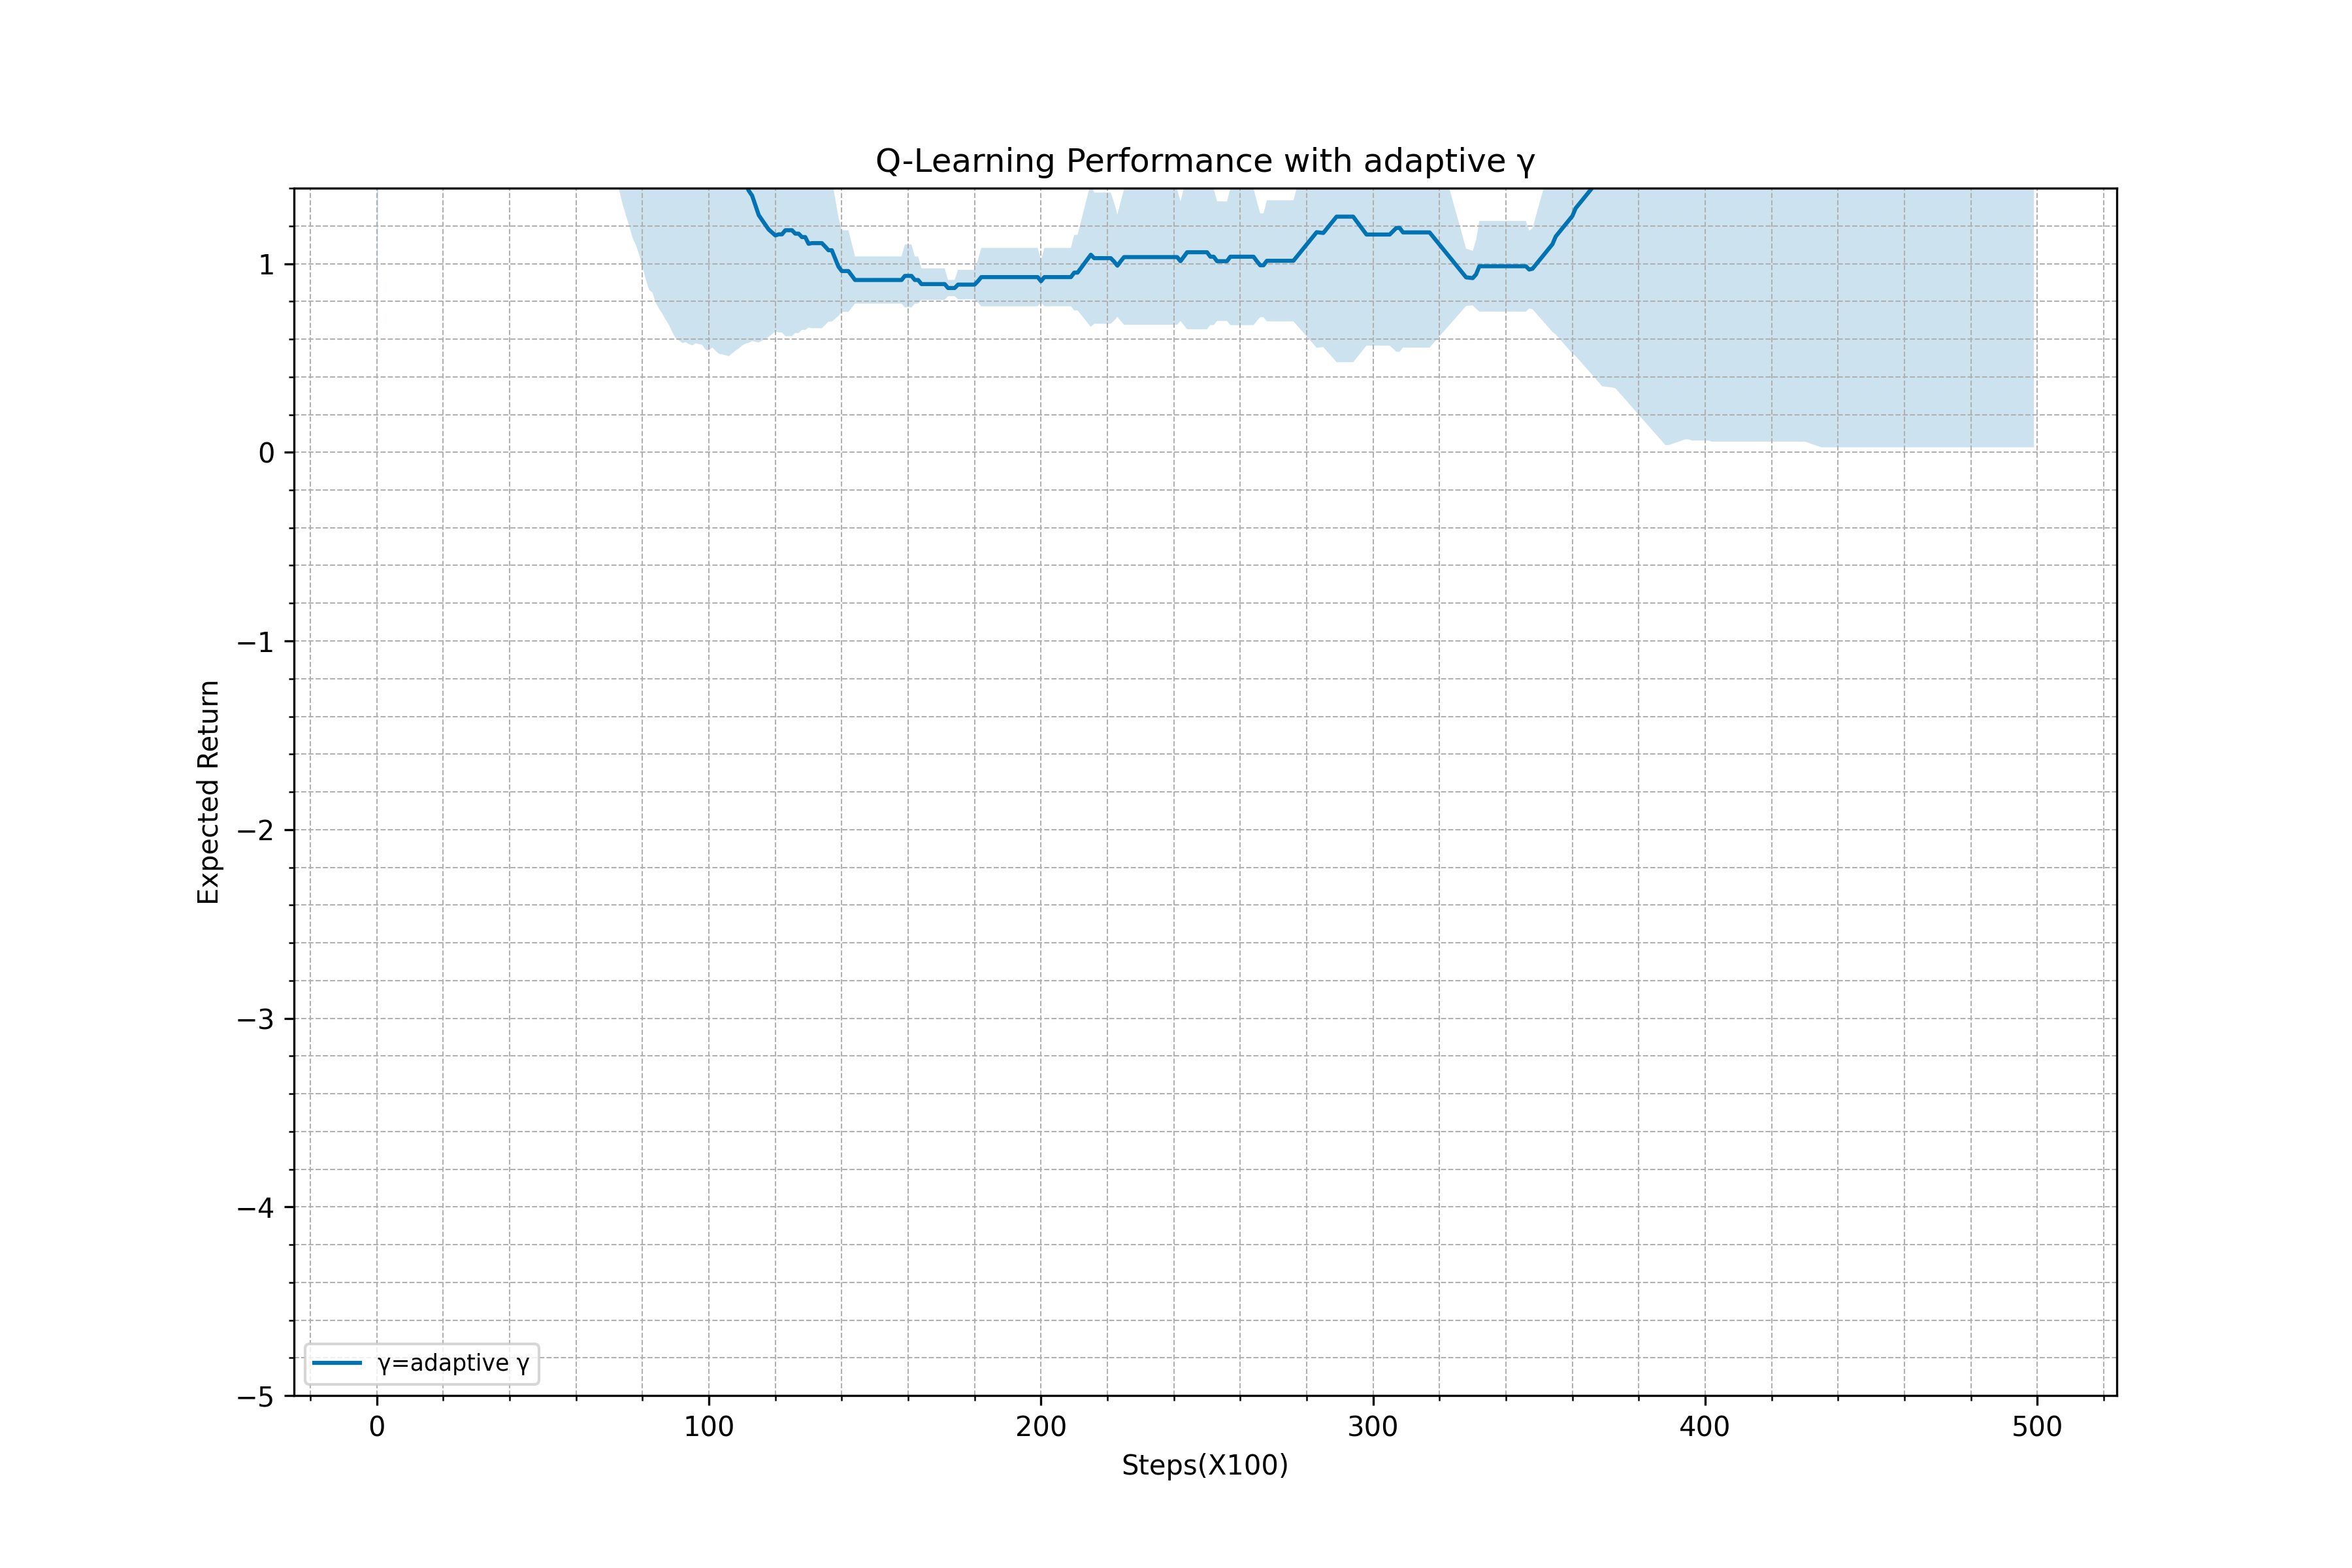 Q-Learning Performance with adaptive γ
Expected Return
1
0
−1
−2
−3
−4
−5
γ=adaptive γ
0 100 200 300 400 500
Steps(X100)